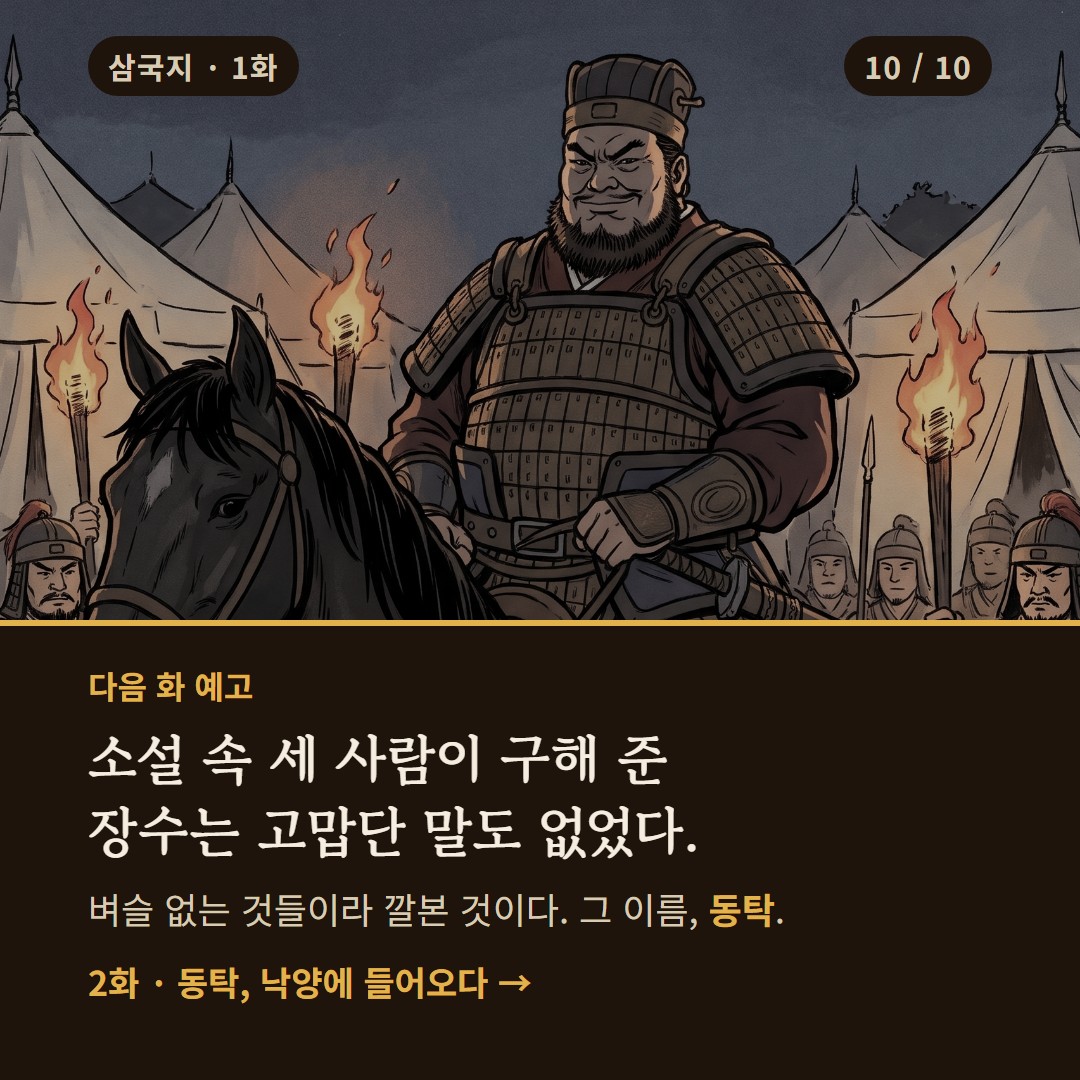 삼국지 · 1화
10 / 10
다음 화 예고
소설 속 세 사람이 구해 준
장수는 고맙단 말도 없었다.
벼슬 없는 것들이라 깔본 것이다. 그 이름, 동탁.
2화 · 동탁, 낙양에 들어오다 →